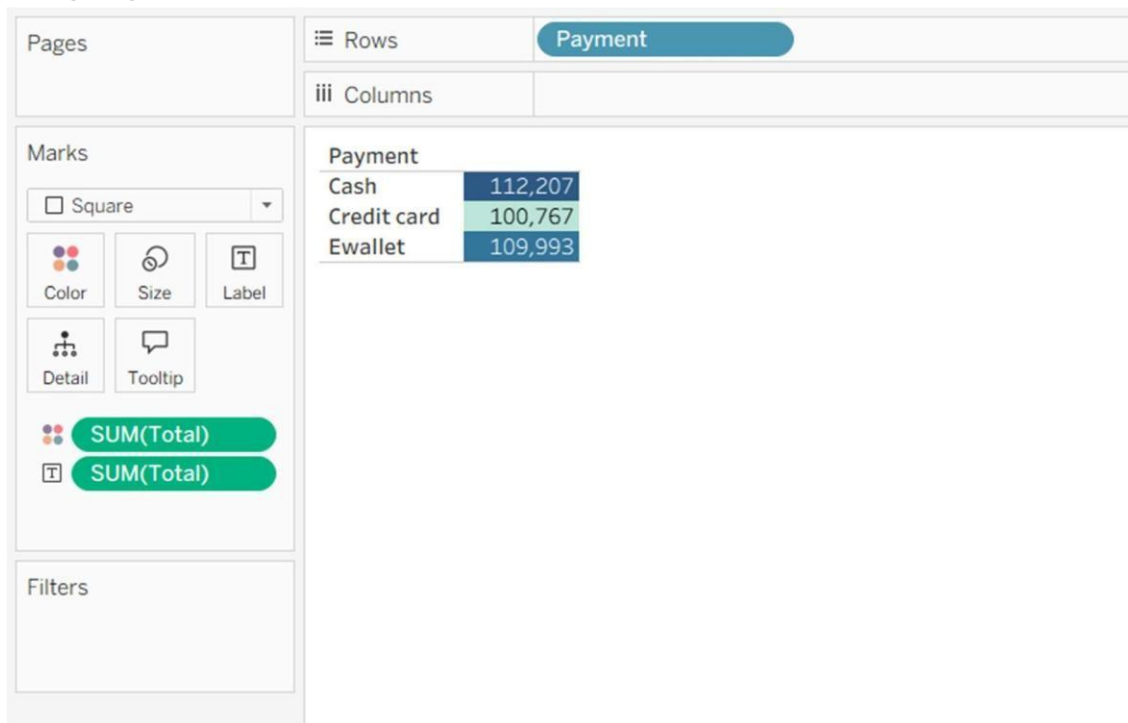 Pages
Rows
Payment
iii Columns
Marks
Square
Color
Size
T
Label
Detail
Tooltip
SUM(Total)
T
SUM(Total)
Filters
Payment
Cash 112,207
Credit card 100,767
Ewallet 109,993